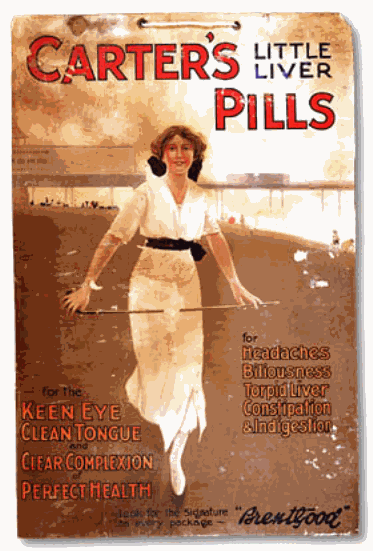 CARTER'S LITTLE
LIVER
PILLS
for
Headaches
Biliousness
Torpid Liver
Constipation
& Indigestion
For the
KEEN EYE
CLEAN TONGUE
and
CLEAR COMPLEXION
of
PERFECT HEALTH
Look for the Signature
on every package - "Brentgood"